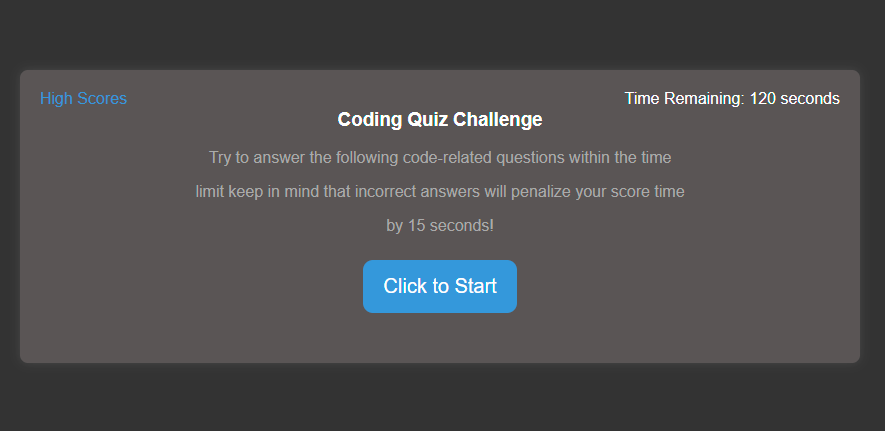 High Scores
Time Remaining: 120 seconds
Coding Quiz Challenge
Try to answer the following code-related questions within the time
limit keep in mind that incorrect answers will penalize your score time
by 15 seconds!
Click to Start